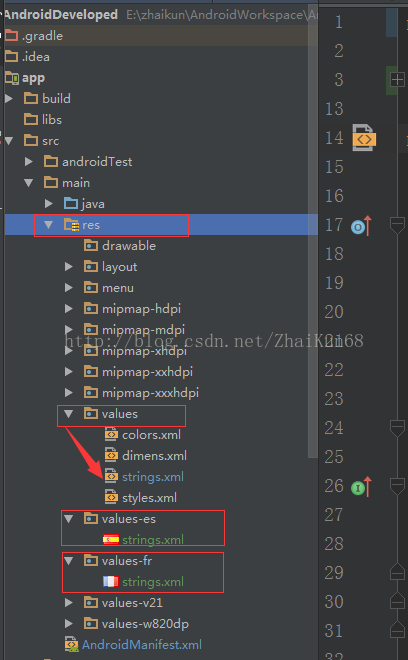 AndroidDeveloped E:\zhaikun\AndroidWorkspace\A
.gradle
.idea
app
build
libs
src
androidTest
main
java
res
drawable
layout
menu
mipmap-hdpi
mipmap-mdpi
mipmap-xhdpi
mipmap-xxhdpi
mipmap-xxxhdpi
values
colors.xml
dimens.xml
strings.xml
styles.xml
values-es
strings.xml
values-fr
strings.xml
values-v21
values-w820dp
AndroidManifest.xml
1
2
3
13
14
15
16
17
18
19
20
21
22
23
24
25
26
27
28
29
30
31
http://blog.csdn.net/ZhaiKun68